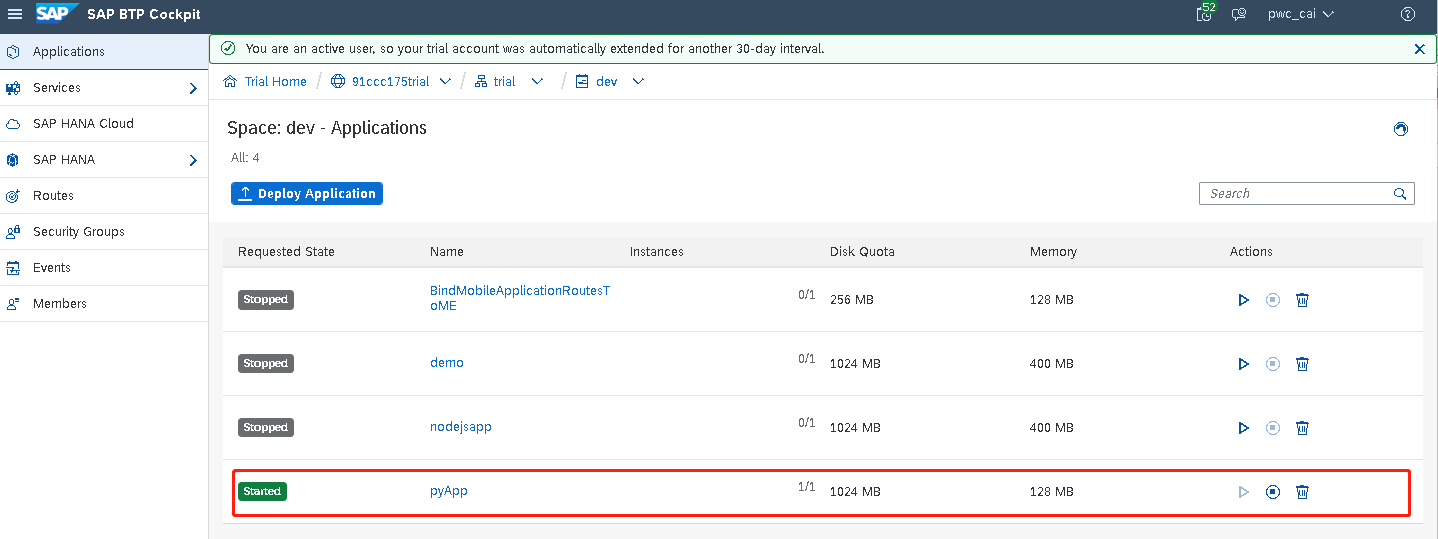 SAP SAP BTP Cockpit 52 pwc_cai
Applications
Services
SAP HANA Cloud
SAP HANA
Routes
Security Groups
Events
Members
You are an active user, so your trial account was automatically extended for another 30-day interval.
Trial Home / 91ccc175trial / trial / dev
Space: dev - Applications
All: 4
Deploy Application
Search
Requested State Name Instances Disk Quota Memory Actions
Stopped BindMobileApplicationRoutesT
oME 0/1 256 MB 128 MB
Stopped demo 0/1 1024 MB 400 MB
Stopped nodejsapp 0/1 1024 MB 400 MB
Started pyApp 1/1 1024 MB 128 MB